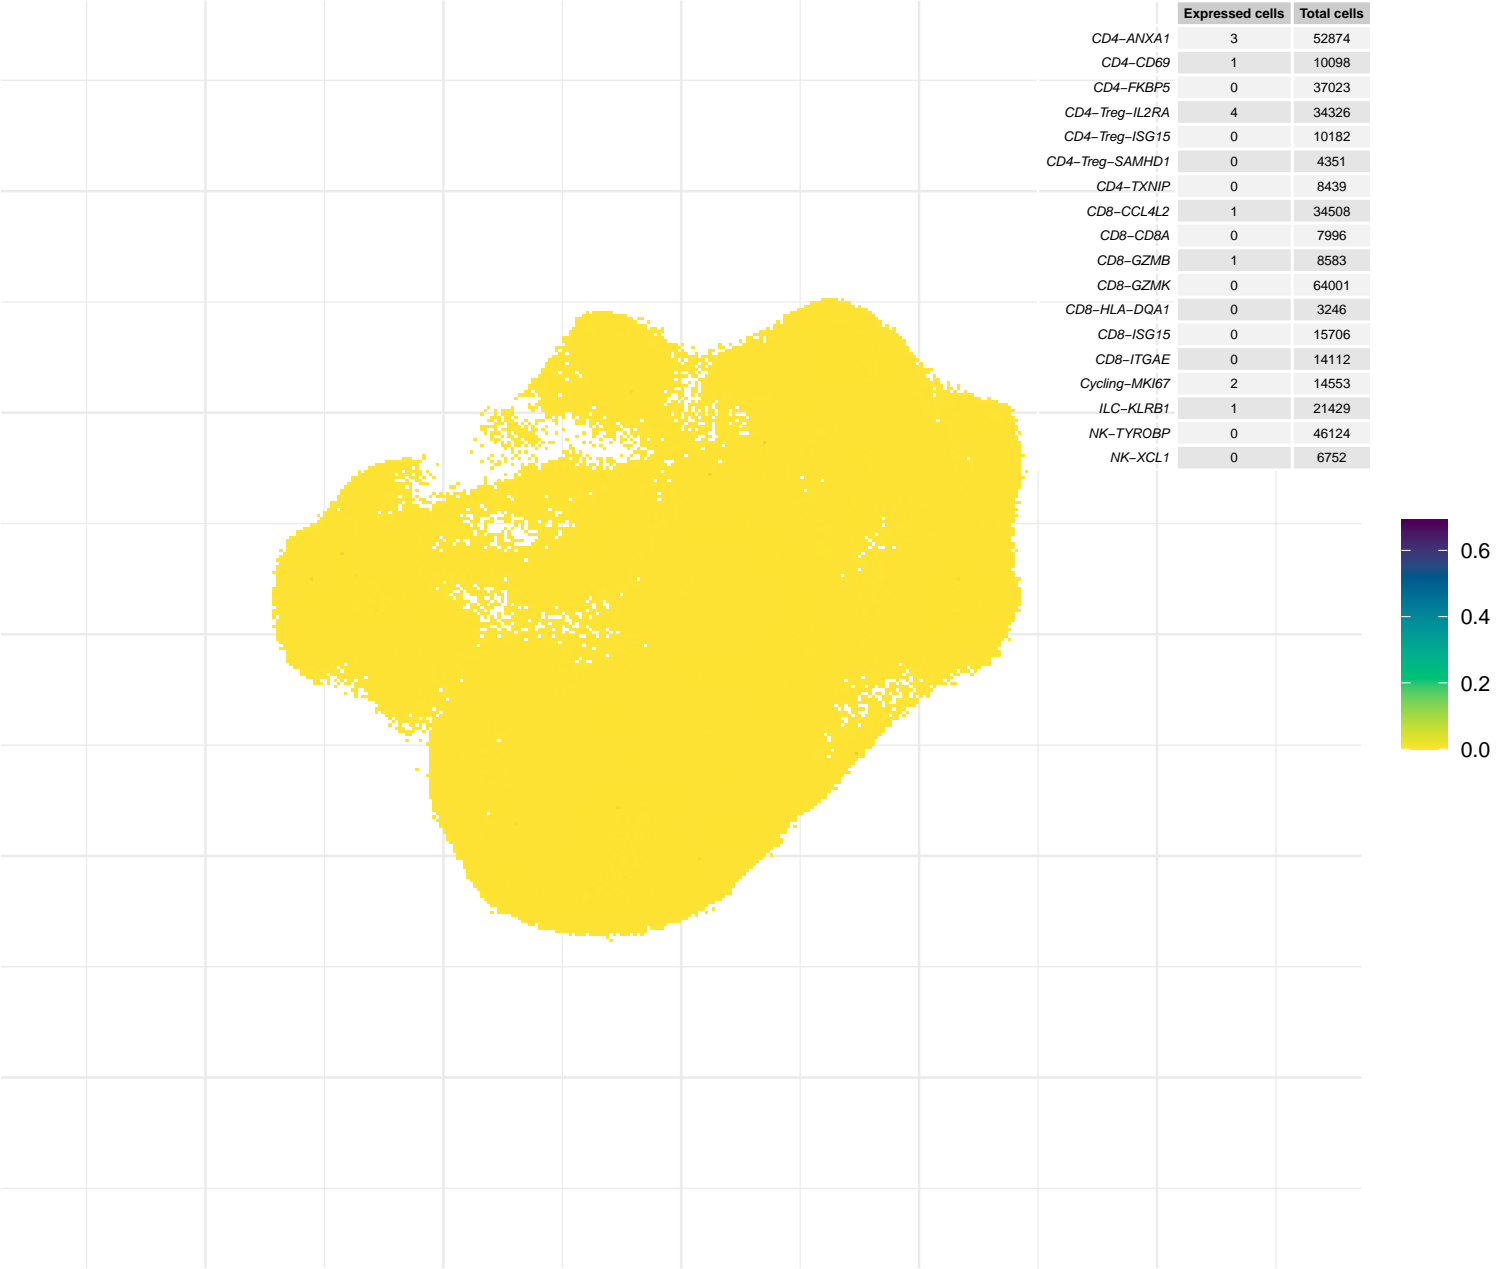 Expressed cells Total cells
CD4−ANXA1 3 52874
CD4−CD69 1 10098
CD4−FKBP5 0 37023
CD4−Treg−IL2RA 4 34326
CD4−Treg−ISG15 0 10182
CD4−Treg−SAMHD1 0 4351
CD4−TXNIP 0 8439
CD8−CCL4L2 1 34508
CD8−CD8A 0 7996
CD8−GZMB 1 8583
CD8−GZMK 0 64001
CD8−HLA−DQA1 0 3246
CD8−ISG15 0 15706
CD8−ITGAE 0 14112
Cycling−MKI67 2 14553
ILC−KLRB1 1 21429
NK−TYROBP 0 46124
NK−XCL1 0 6752
0.6
0.4
0.2
0.0